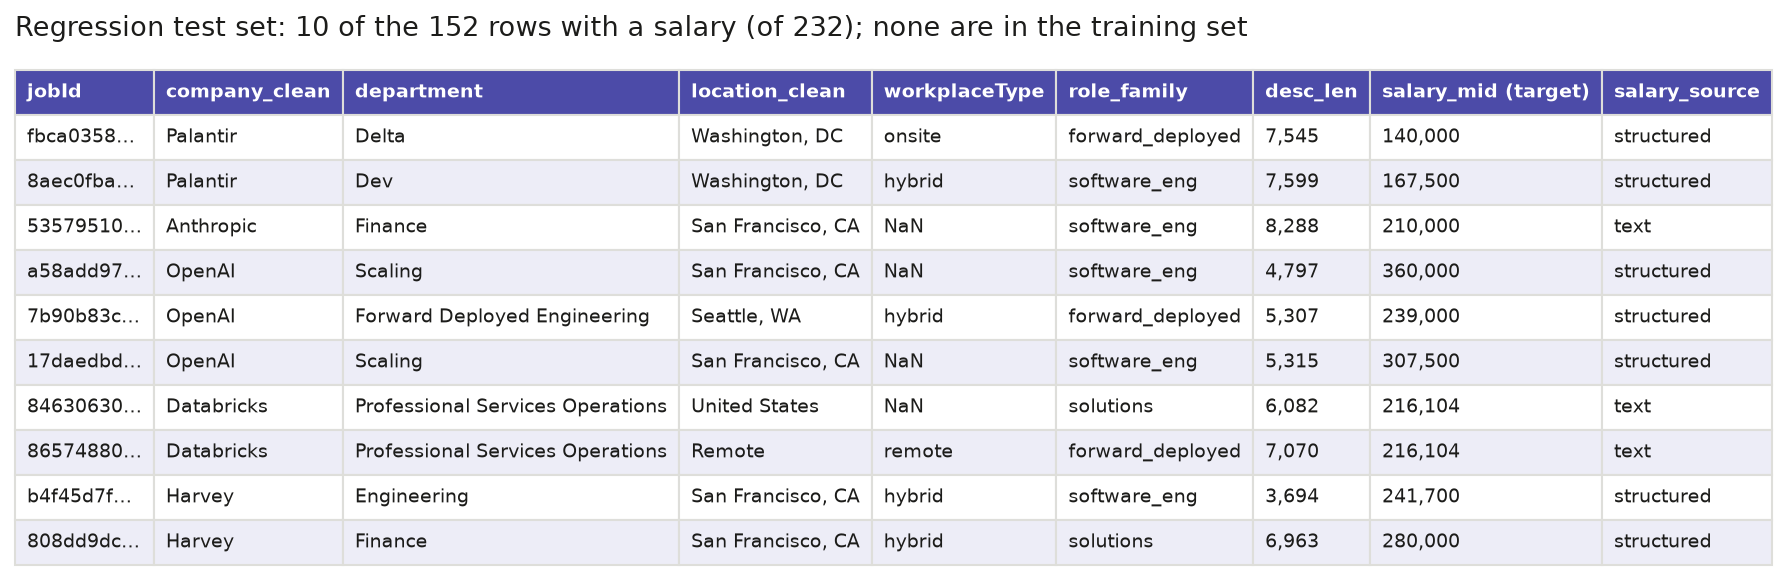 Regression test set: 10 of the 152 rows with a salary (of 232); none are in the training set
jobId company_clean department location_clean workplaceType role_family desc_len salary_mid (target) salary_source
fbca0358... Palantir Delta Washington, DC onsite forward_deployed 7,545 140,000 structured
8aec0fba... Palantir Dev Washington, DC hybrid software_eng 7,599 167,500 structured
53579510... Anthropic Finance San Francisco, CA NaN software_eng 8,288 210,000 text
a58add97... OpenAI Scaling San Francisco, CA NaN software_eng 4,797 360,000 structured
7b90b83c... OpenAI Forward Deployed Engineering Seattle, WA hybrid forward_deployed 5,307 239,000 structured
17daedbd... OpenAI Scaling San Francisco, CA NaN software_eng 5,315 307,500 structured
84630630... Databricks Professional Services Operations United States NaN solutions 6,082 216,104 text
86574880... Databricks Professional Services Operations Remote remote forward_deployed 7,070 216,104 text
b4f45d7f... Harvey Engineering San Francisco, CA hybrid software_eng 3,694 241,700 structured
808dd9dc... Harvey Finance San Francisco, CA hybrid solutions 6,963 280,000 structured